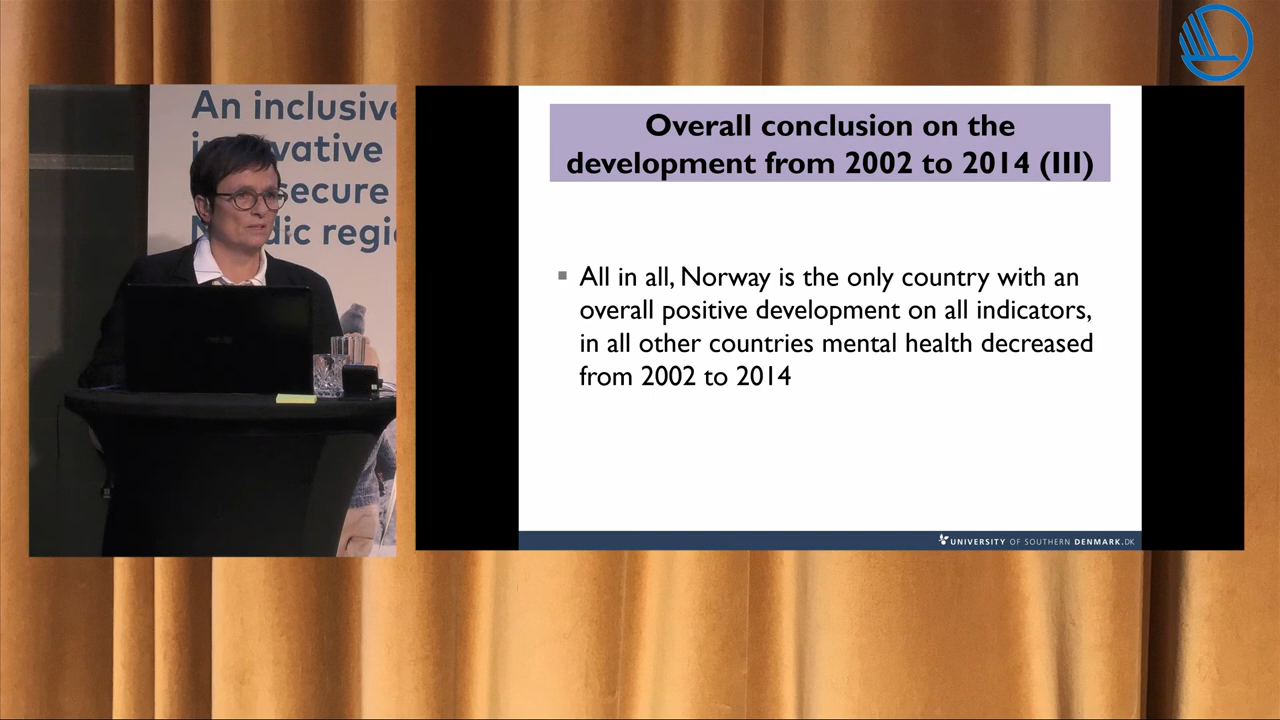 An inclusive
vative
secure
dic regi
Overall conclusion on the
development from 2002 to 2014 (III)
All in all, Norway is the only country with an
overall positive development on all indicators,
in all other countries mental health decreased
from 2002 to 2014
UNIVERSITY OF SOUTHERN DENMARK.DK